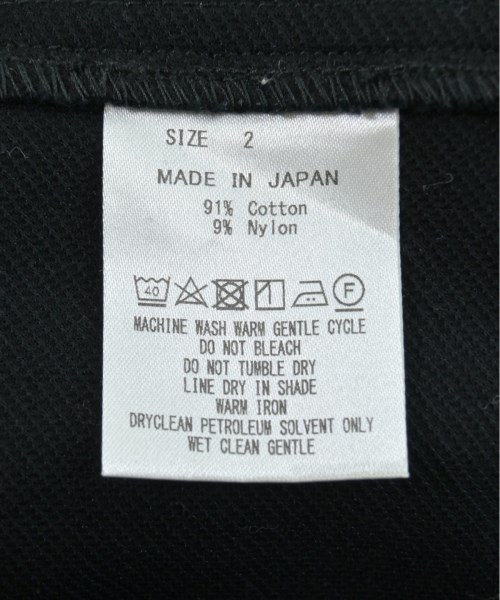 SIZE 2
MADE IN JAPAN
91% Cotton
9% Nylon
40 F
MACHINE WASH WARM GENTLE CYCLE
DO NOT BLEACH
DO NOT TUMBLE DRY
LINE DRY IN SHADE
WARM IRON
DRYCLEAN PETROLEUM SOLVENT ONLY
WET CLEAN GENTLE